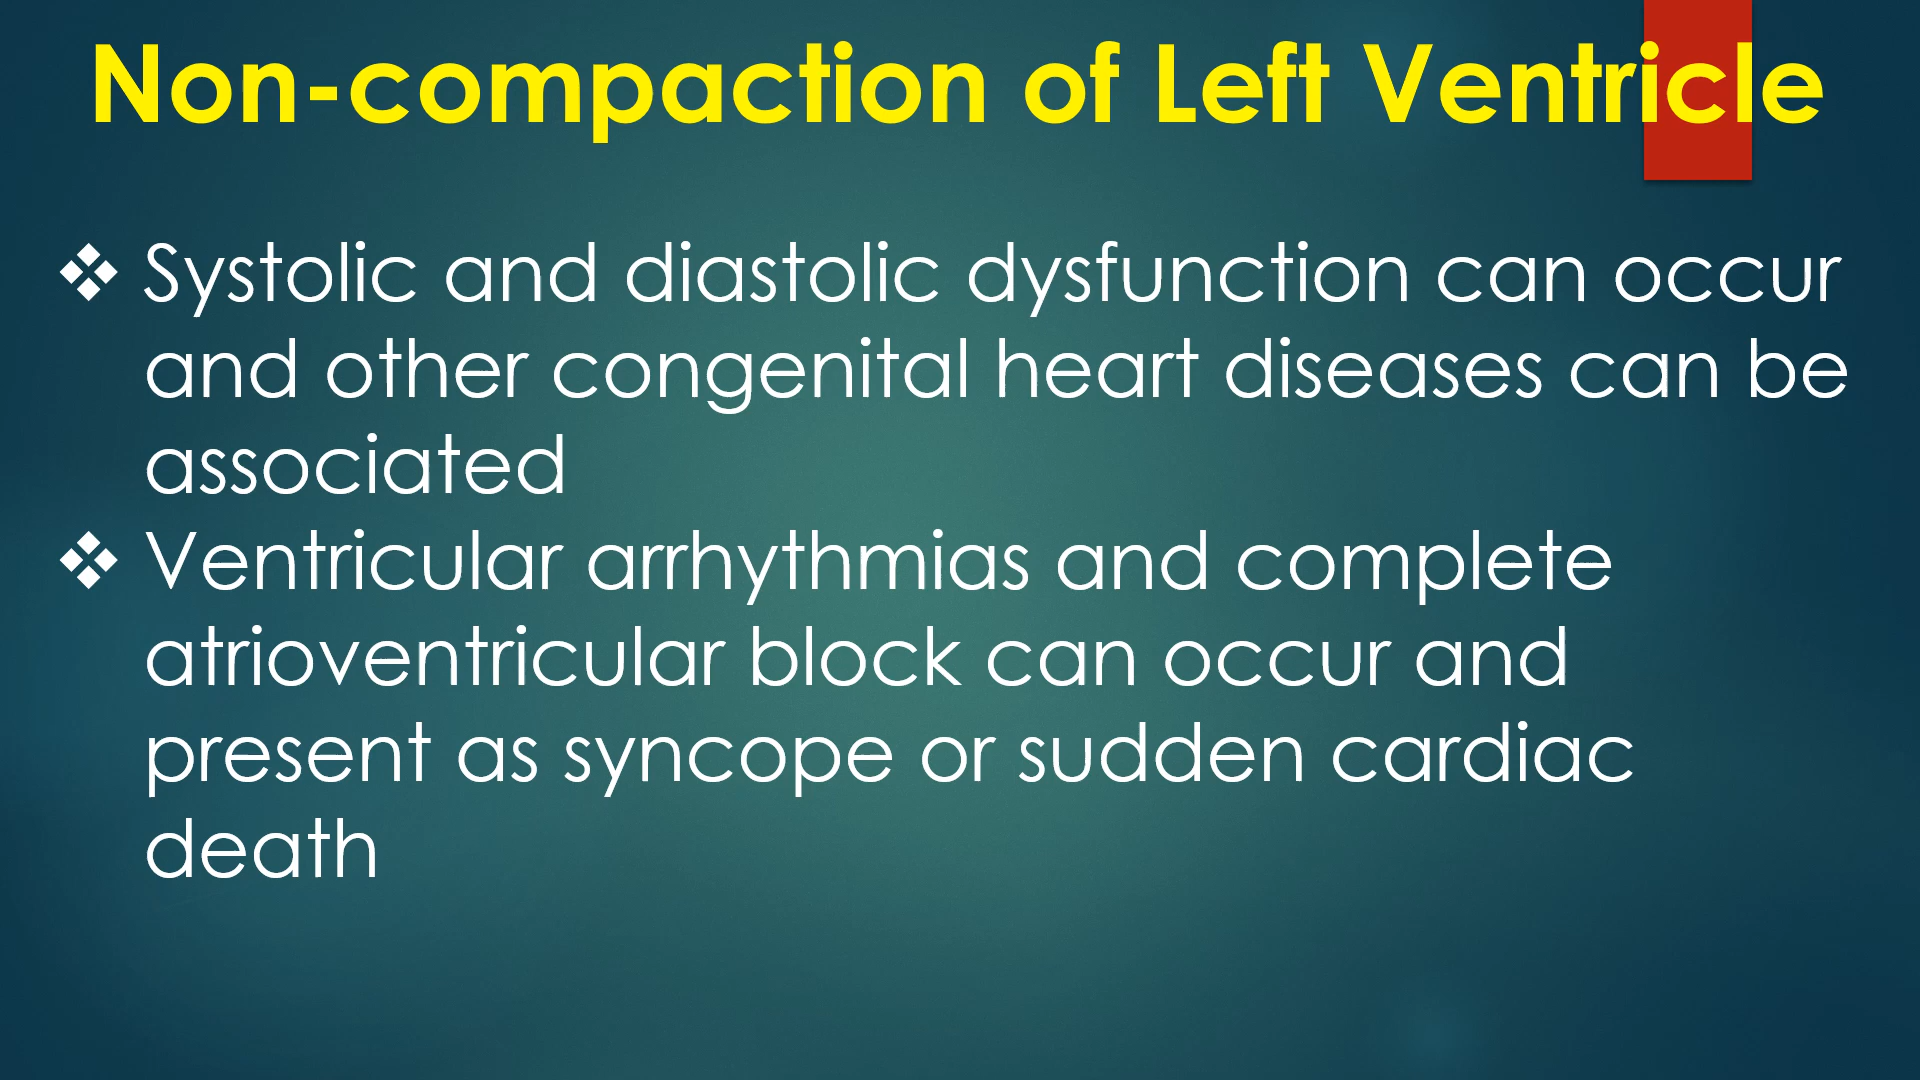 Non-compaction of Left Ventricle
❖ Systolic and diastolic dysfunction can occur
and other congenital heart diseases can be
associated
❖ Ventricular arrhythmias and complete
atrioventricular block can occur and
present as syncope or sudden cardiac
death